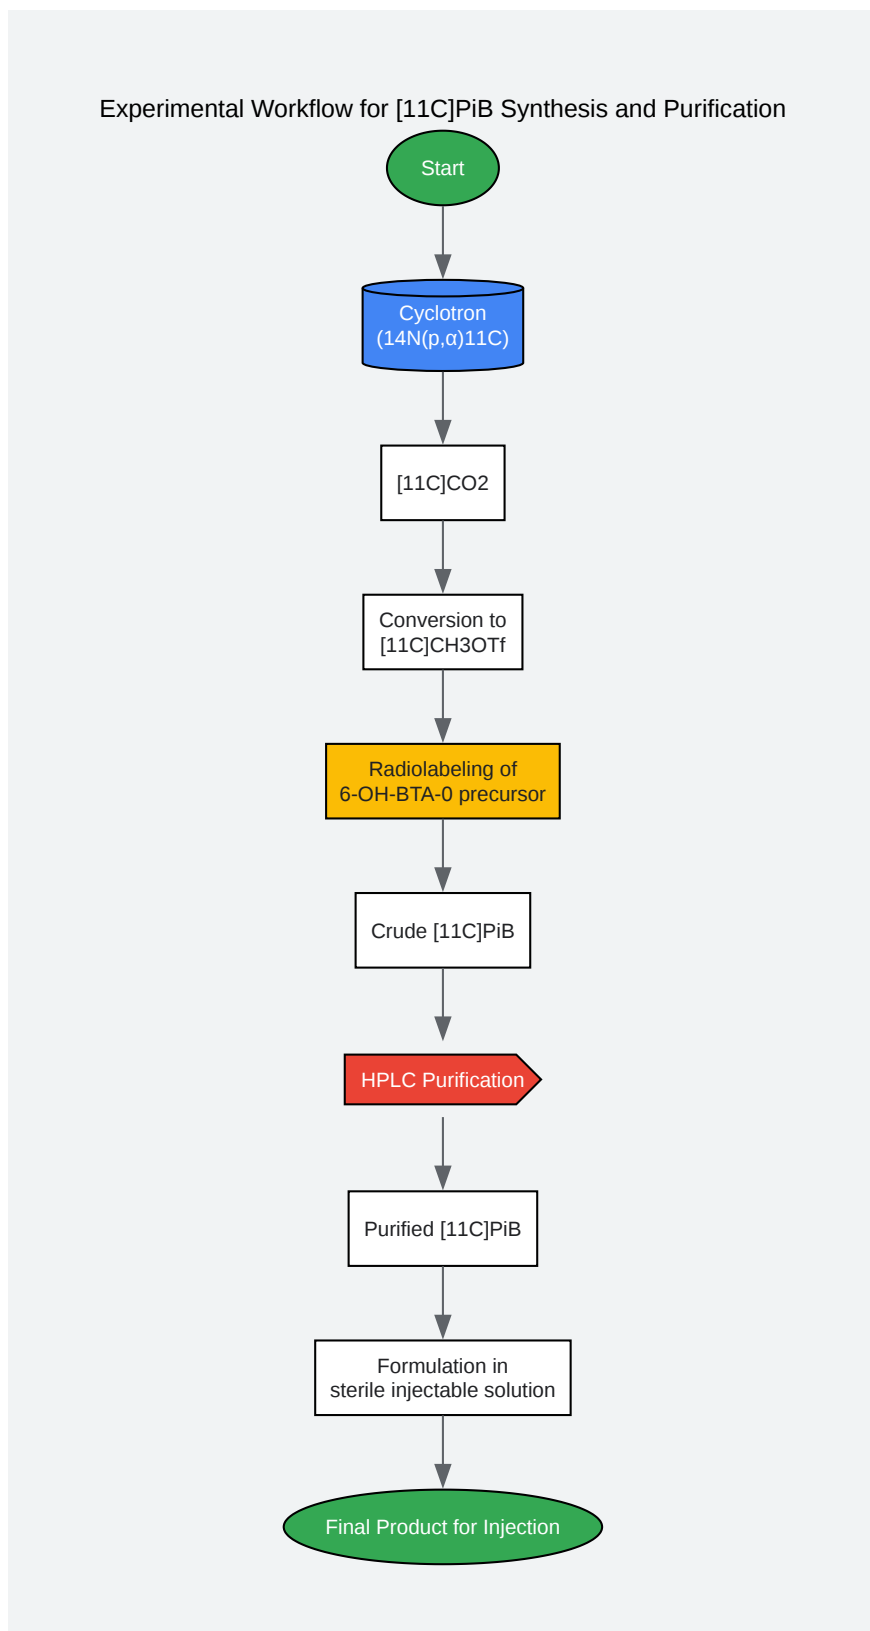 Experimental Workflow for [11C]PiB Synthesis and Purification
Start
Cyclotron
(14N(p,α)11C)
[11C]CO2
Conversion to
[11C]CH3OTf
Radiolabeling of
6-OH-BTA-0 precursor
Crude [11C]PiB
HPLC Purification
Purified [11C]PiB
Formulation in
sterile injectable solution
Final Product for Injection